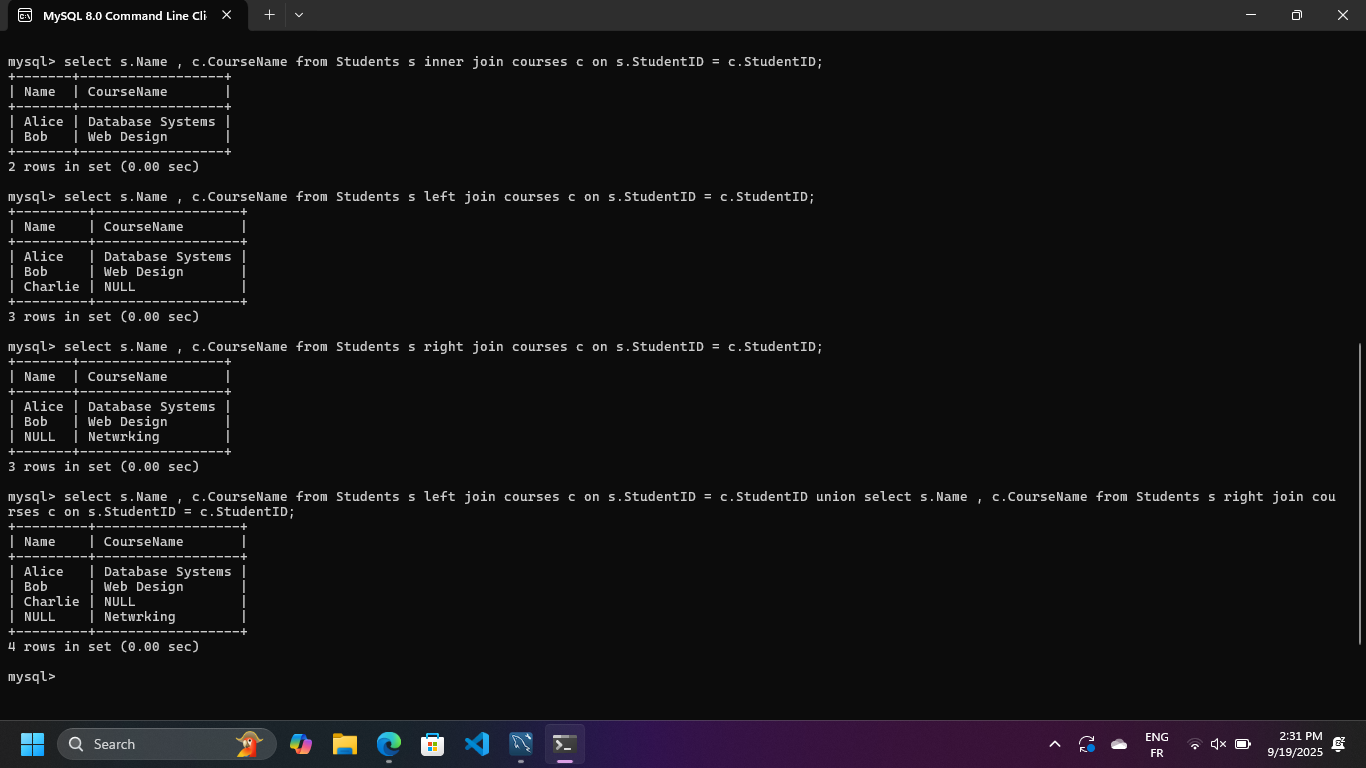 MySQL 8.0 Command Line Cli
mysql> select s.Name , c.CourseName from Students s inner join courses c on s.StudentID = c.StudentID;
+-------+------------------+
| Name  | CourseName       |
+-------+------------------+
| Alice | Database Systems |
| Bob   | Web Design       |
+-------+------------------+
2 rows in set (0.00 sec)
mysql> select s.Name , c.CourseName from Students s left join courses c on s.StudentID = c.StudentID;
+---------+------------------+
| Name    | CourseName       |
+---------+------------------+
| Alice   | Database Systems |
| Bob     | Web Design       |
| Charlie | NULL             |
+---------+------------------+
3 rows in set (0.00 sec)
mysql> select s.Name , c.CourseName from Students s right join courses c on s.StudentID = c.StudentID;
+-------+------------------+
| Name  | CourseName       |
+-------+------------------+
| Alice | Database Systems |
| Bob   | Web Design       |
| NULL  | Netwrking        |
+-------+------------------+
3 rows in set (0.00 sec)
mysql> select s.Name , c.CourseName from Students s left join courses c on s.StudentID = c.StudentID union select s.Name , c.CourseName from Students s right join cou
rses c on s.StudentID = c.StudentID;
+---------+------------------+
| Name    | CourseName       |
+---------+------------------+
| Alice   | Database Systems |
| Bob     | Web Design       |
| Charlie | NULL             |
| NULL    | Netwrking        |
+---------+------------------+
4 rows in set (0.00 sec)
mysql>
Search
ENG
FR
2:31 PM
9/19/2025